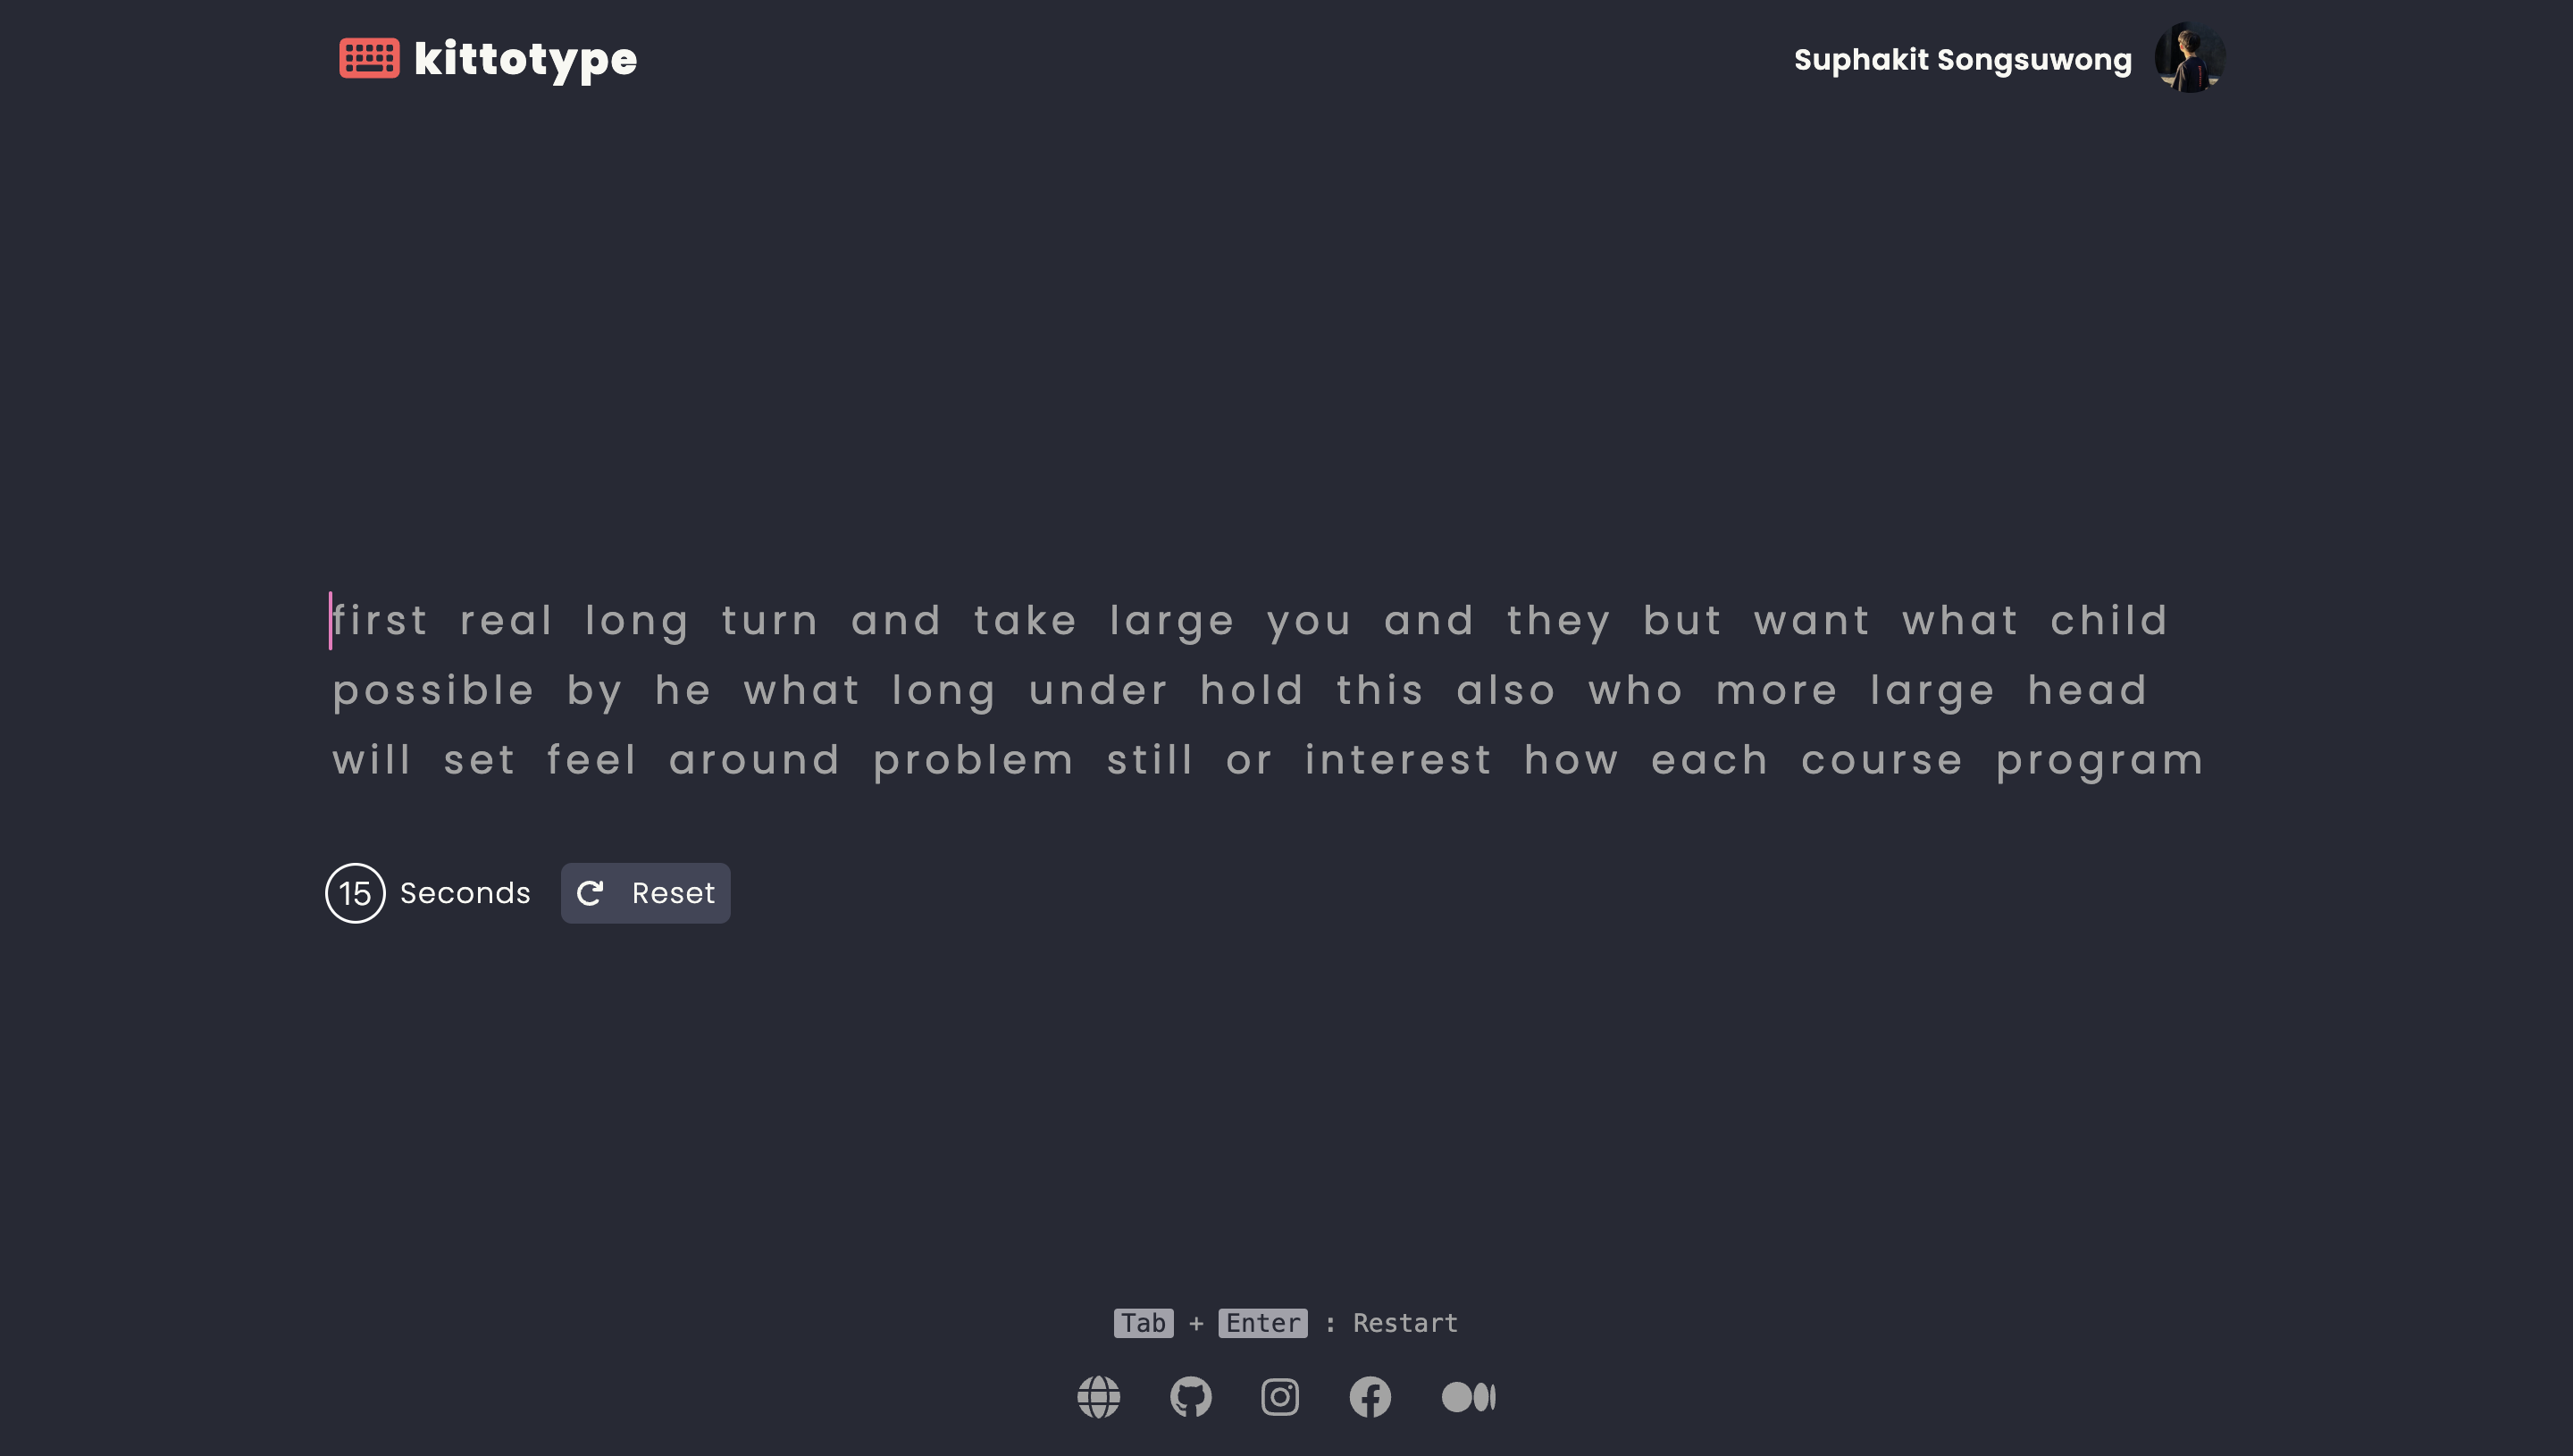 kittotype
Suphakit Songsuwong
first real long turn and take large you and they but want what child
possible by he what long under hold this also who more large head
will set feel around problem still or interest how each course program
15 Seconds Reset
Tab + Enter : Restart